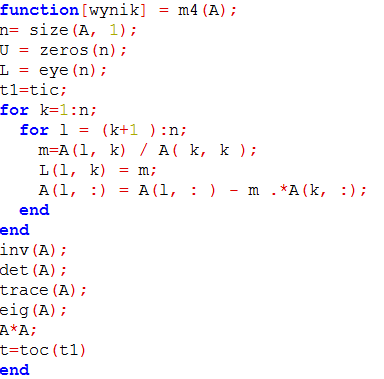 function[wynik] = m4(A);
n= size(A, 1);
U = zeros(n);
L = eye(n);
t1=tic;
for k=1:n;
  for l = (k+1 ):n;
    m=A(l, k) / A( k, k );
    L(l, k) = m;
    A(l, :) = A(l, : ) - m .*A(k, :);
  end
end
inv(A);
det(A);
trace(A);
eig(A);
A*A;
t=toc(t1)
end